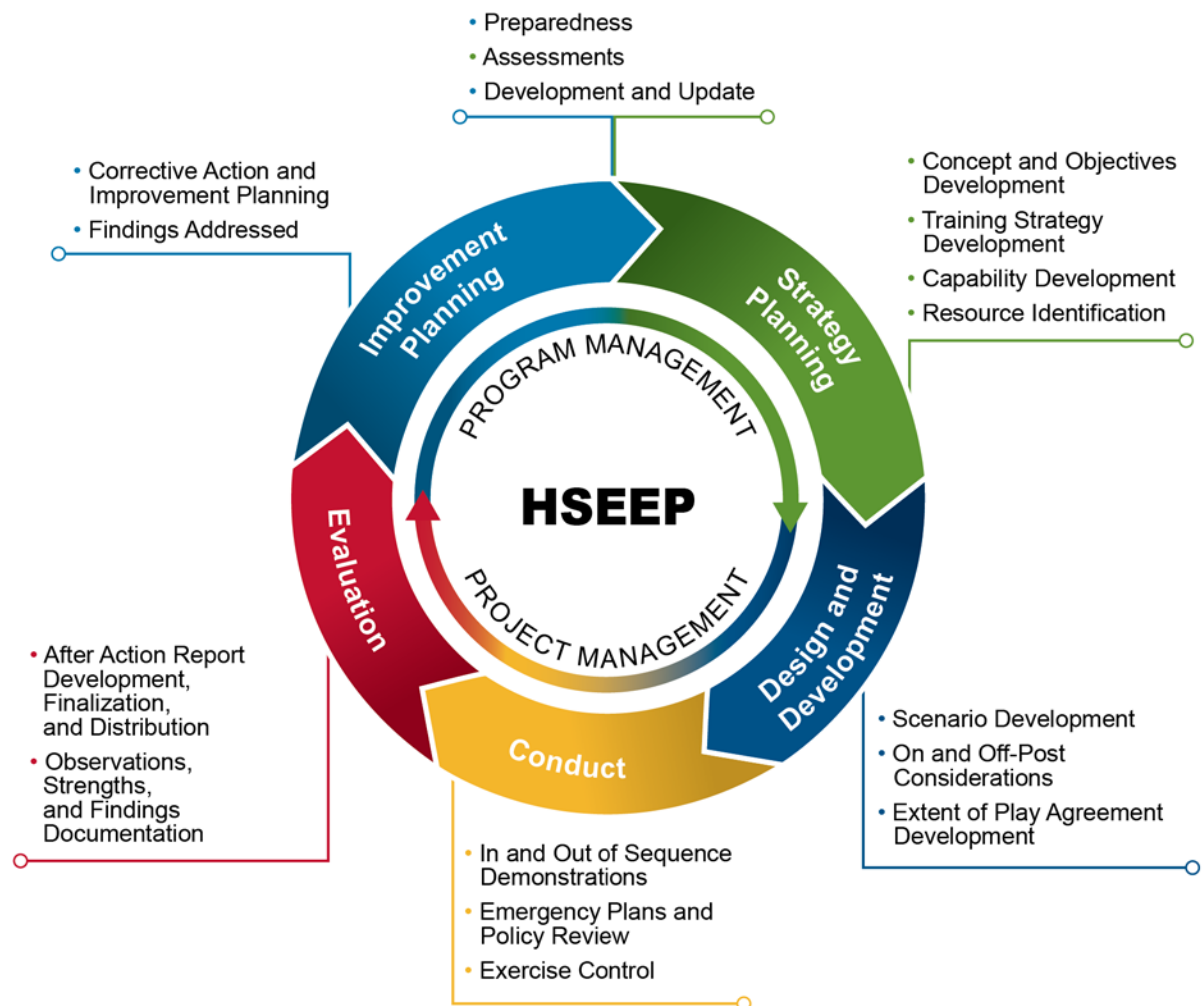 • Preparedness
• Assessments
• Development and Update
• Corrective Action and
Improvement Planning
• Findings Addressed
• Concept and Objectives
Development
• Training Strategy
Development
• Capability Development
• Resource Identification
Improvement
Planning
Strategy
Planning
PROGRAM MANAGEMENT
HSEEP
PROJECT MANAGEMENT
Evaluation
Design and
Development
Conduct
• After Action Report
Development,
Finalization,
and Distribution
• Observations,
Strengths,
and Findings
Documentation
• Scenario Development
• On and Off-Post
Considerations
• Extent of Play Agreement
Development
• In and Out of Sequence
Demonstrations
• Emergency Plans and
Policy Review
• Exercise Control